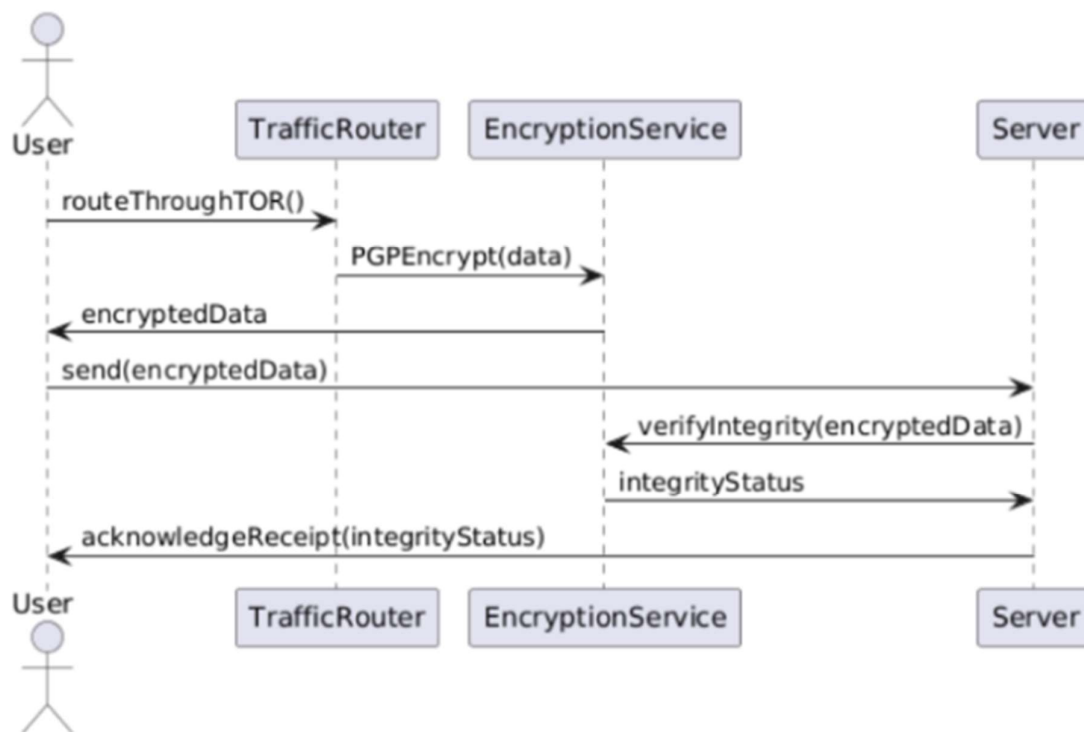 User
TrafficRouter
EncryptionService
Server
routeThroughTOR()
PGPEncrypt(data)
encryptedData
send(encryptedData)
verifyIntegrity(encryptedData)
integrityStatus
acknowledgeReceipt(integrityStatus)
User
TrafficRouter
EncryptionService
Server